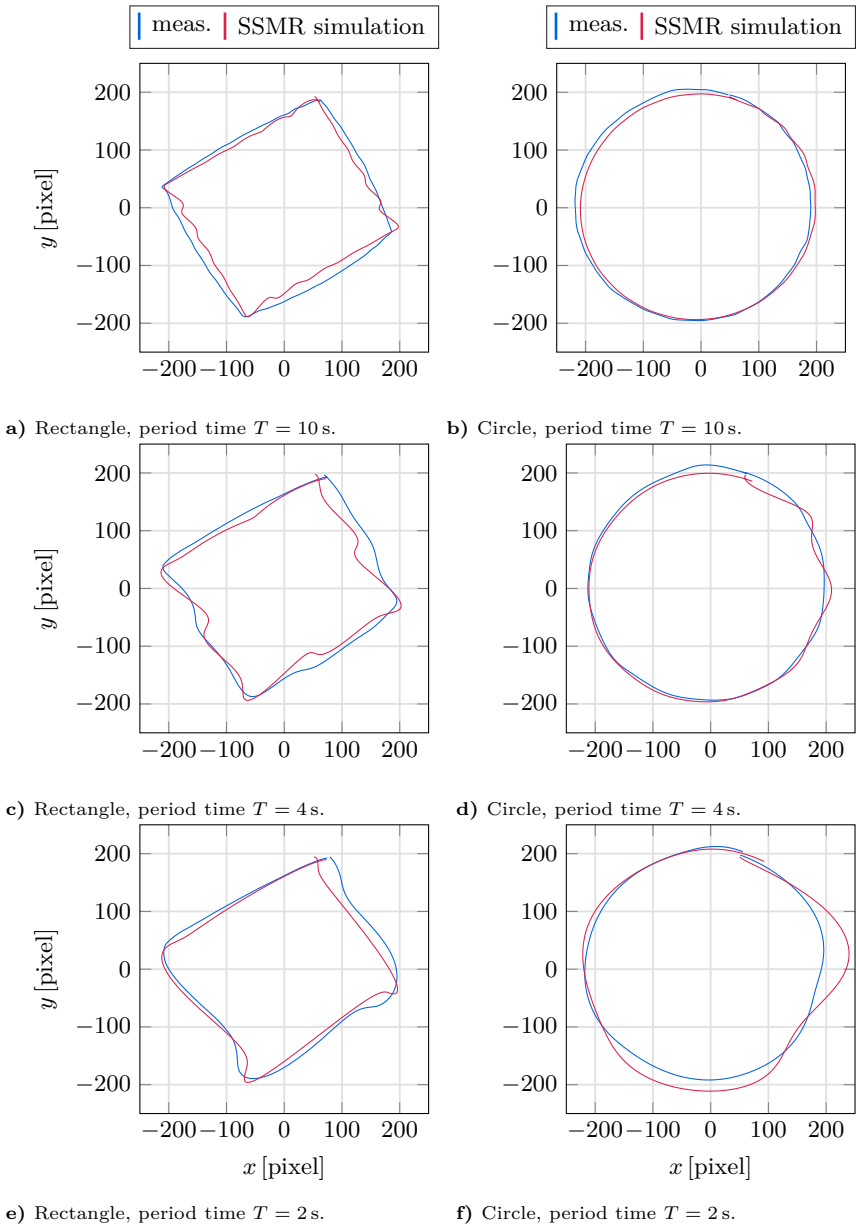 meas. SSMR simulation
meas. SSMR simulation
200
100
0
−100
−200
y [pixel]
−200 −100 0 100 200
200
100
0
−100
−200
−200 −100 0 100 200
a) Rectangle, period time T = 10 s.
b) Circle, period time T = 10 s.
200
100
0
−100
−200
y [pixel]
−200 −100 0 100 200
200
100
0
−100
−200
−200 −100 0 100 200
c) Rectangle, period time T = 4 s.
d) Circle, period time T = 4 s.
200
100
0
−100
−200
y [pixel]
−200 −100 0 100 200
x [pixel]
200
100
0
−100
−200
−200 −100 0 100 200
x [pixel]
e) Rectangle, period time T = 2 s.
f) Circle, period time T = 2 s.